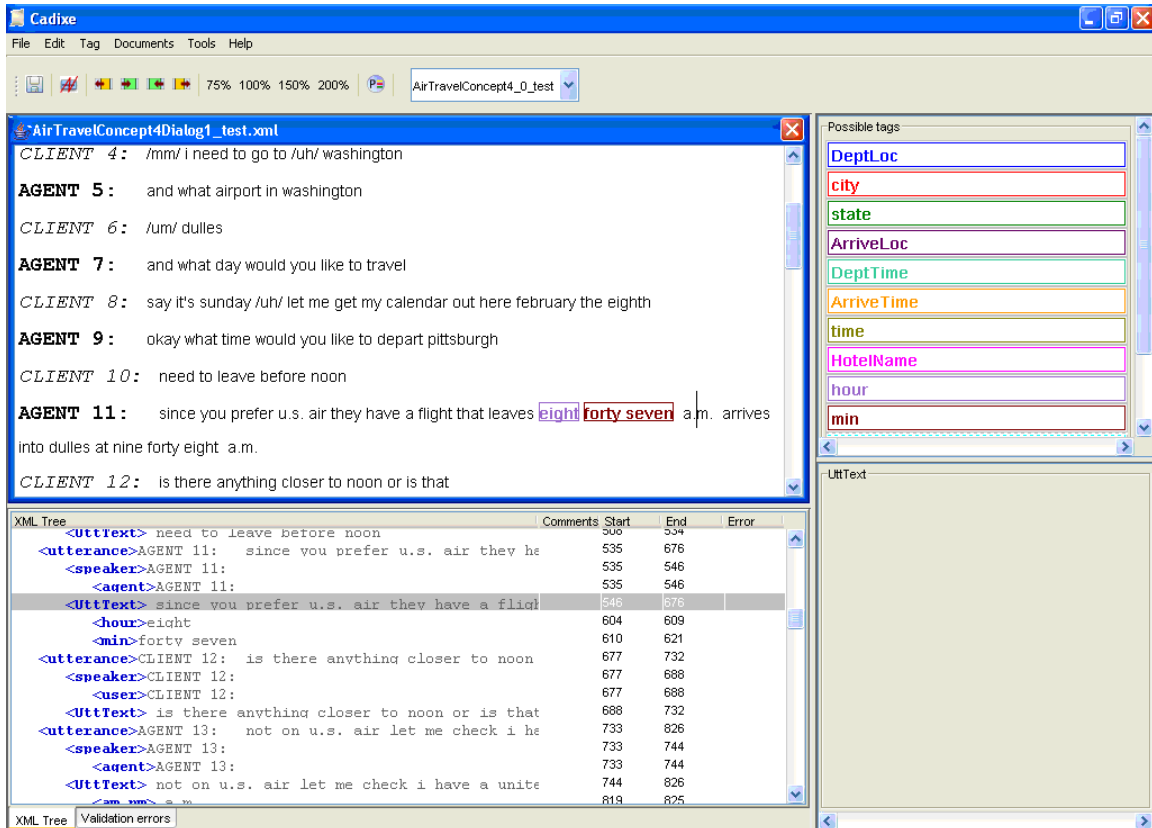 Cadixe
File Edit Tag Documents Tools Help
75% 100% 150% 200% P= AirTravelConcept4_0_test
*AirTravelConcept4Dialog1_test.xml
CLIENT 4: /mm/ i need to go to /uh/ washington
AGENT 5: and what airport in washington
CLIENT 6: /um/ dulles
AGENT 7: and what day would you like to travel
CLIENT 8: say it's sunday /uh/ let me get my calendar out here february the eighth
AGENT 9: okay what time would you like to depart pittsburgh
CLIENT 10: need to leave before noon
AGENT 11: since you prefer u.s. air they have a flight that leaves eight forty seven a.m. arrives
into dulles at nine forty eight a.m.
CLIENT 12: is there anything closer to noon or is that
Possible tags
DeptLoc
city
state
ArriveLoc
DeptTime
ArriveTime
time
HotelName
hour
min
UttText
XML Tree Comments Start End Error
<UttText> need to leave before noon 508 534
<utterance>AGENT 11: since you prefer u.s. air they ha 535 676
<speaker>AGENT 11: 535 546
<agent>AGENT 11: 535 546
<UttText> since you prefer u.s. air they have a fligh 546 676
<hour>eight 604 609
<min>forty seven 610 621
<utterance>CLIENT 12: is there anything closer to noon 677 732
<speaker>CLIENT 12: 677 688
<user>CLIENT 12: 677 688
<UttText> is there anything closer to noon or is that 688 732
<utterance>AGENT 13: not on u.s. air let me check i ha 733 826
<speaker>AGENT 13: 733 744
<agent>AGENT 13: 733 744
<UttText> not on u.s. air let me check i have a unite 744 826
<am_pm> a.m. 819 825
XML Tree Validation errors